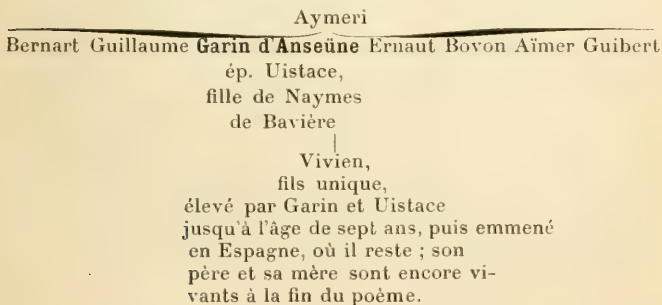 Aymeri
Bernart Guillaume Garin d'Anseüne Ernaut Bovon Aïmer Guibert
ép. Uistace,
fille de Naymes
de Bavière
Vivien,
fils unique,
élevé par Garin et Uistace
jusqu'à l'âge de sept ans, puis emmené
en Espagne, où il reste ; son
père et sa mère sont encore vi-
vants à la fin du poème.